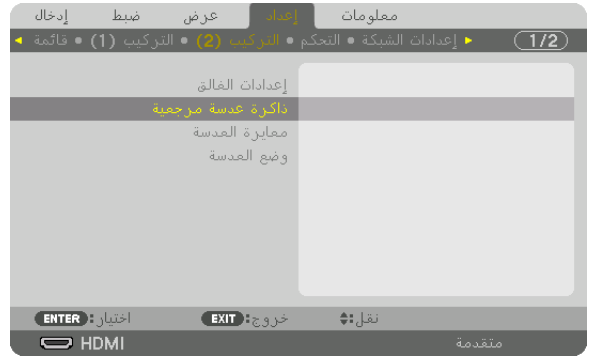 إدخال ضبط عرض إعداد معلومات
قائمة • التركيب (1) • التركيب (2) • التحكم • إعدادات الشبكة 1/2
إعدادات الغالق
ذاكرة عدسة مرجعية
معايرة العدسة
وضع العدسة
ENTER :اختيار EXIT :خروج نقل:
HDMI متقدمة